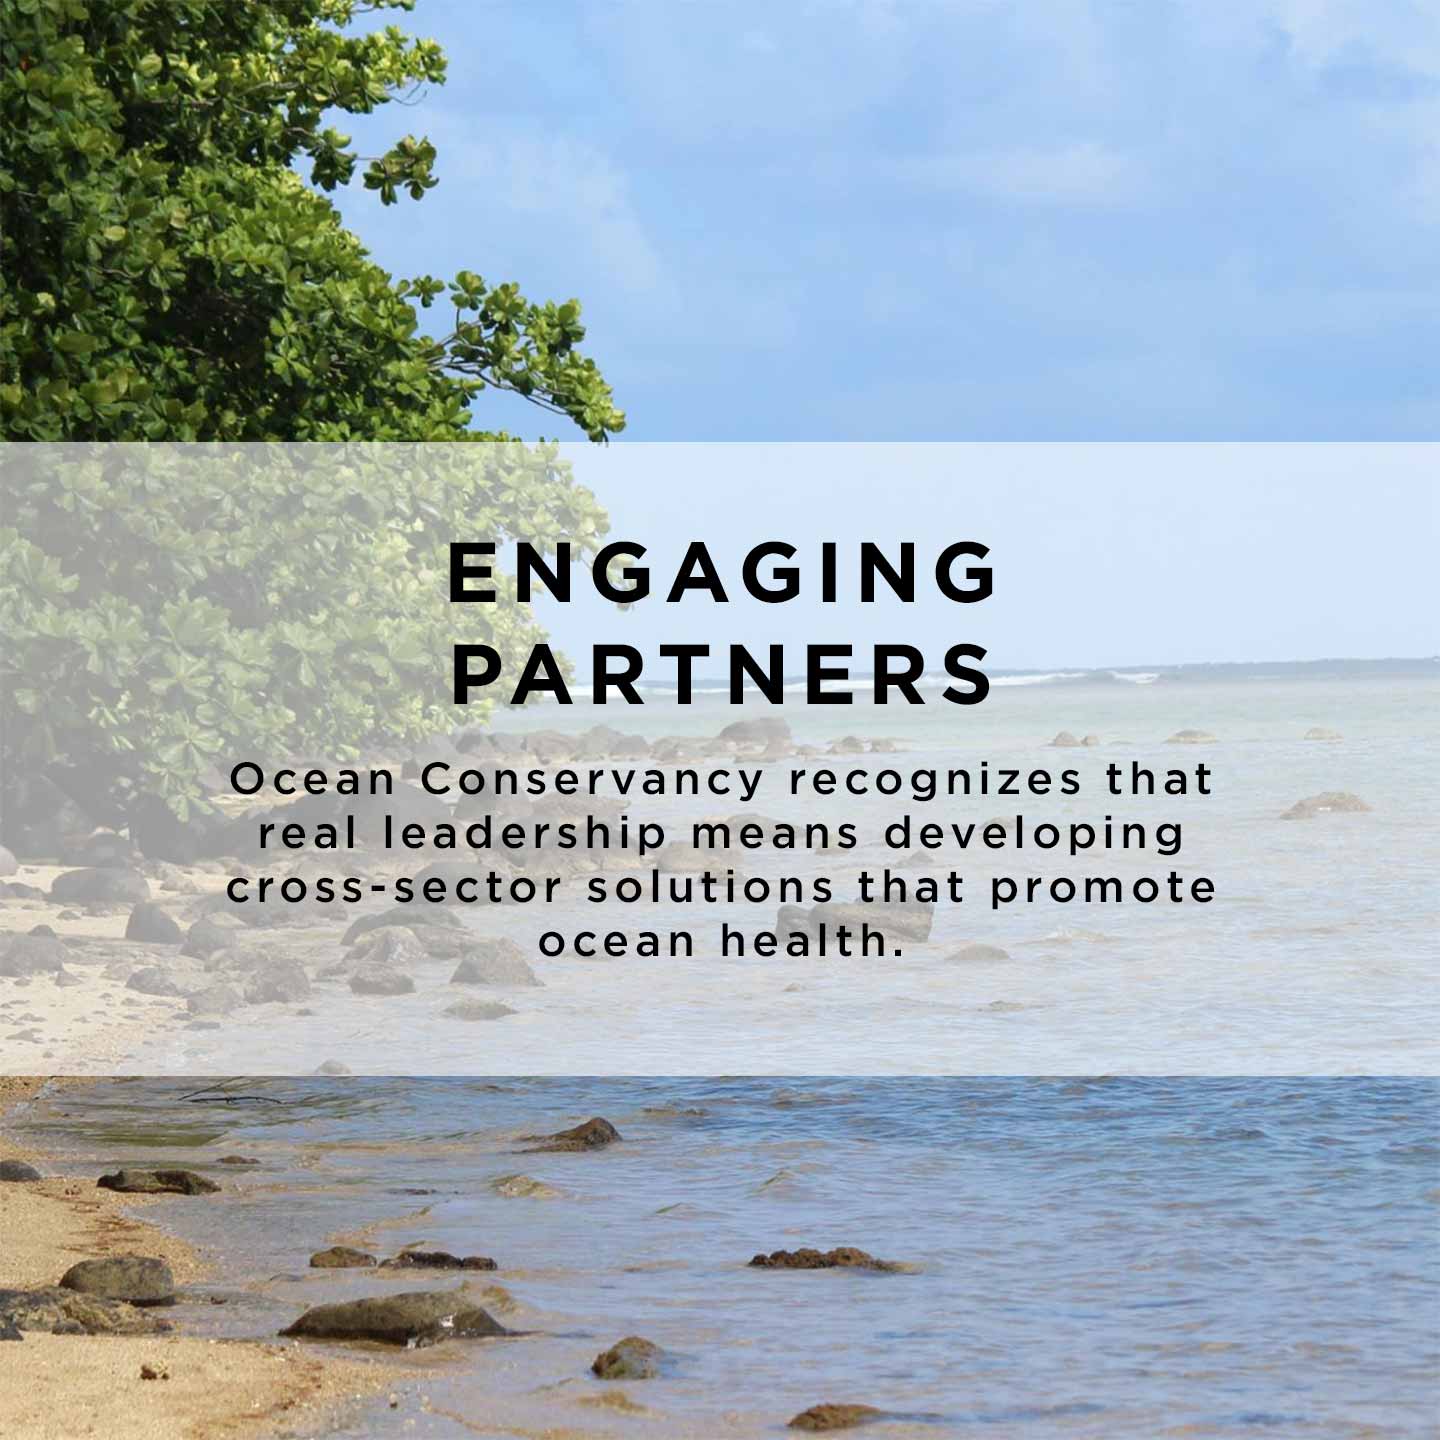 ENGAGING
PARTNERS
Ocean Conservancy recognizes that
real leadership means developing
cross-sector solutions that promote
ocean health.